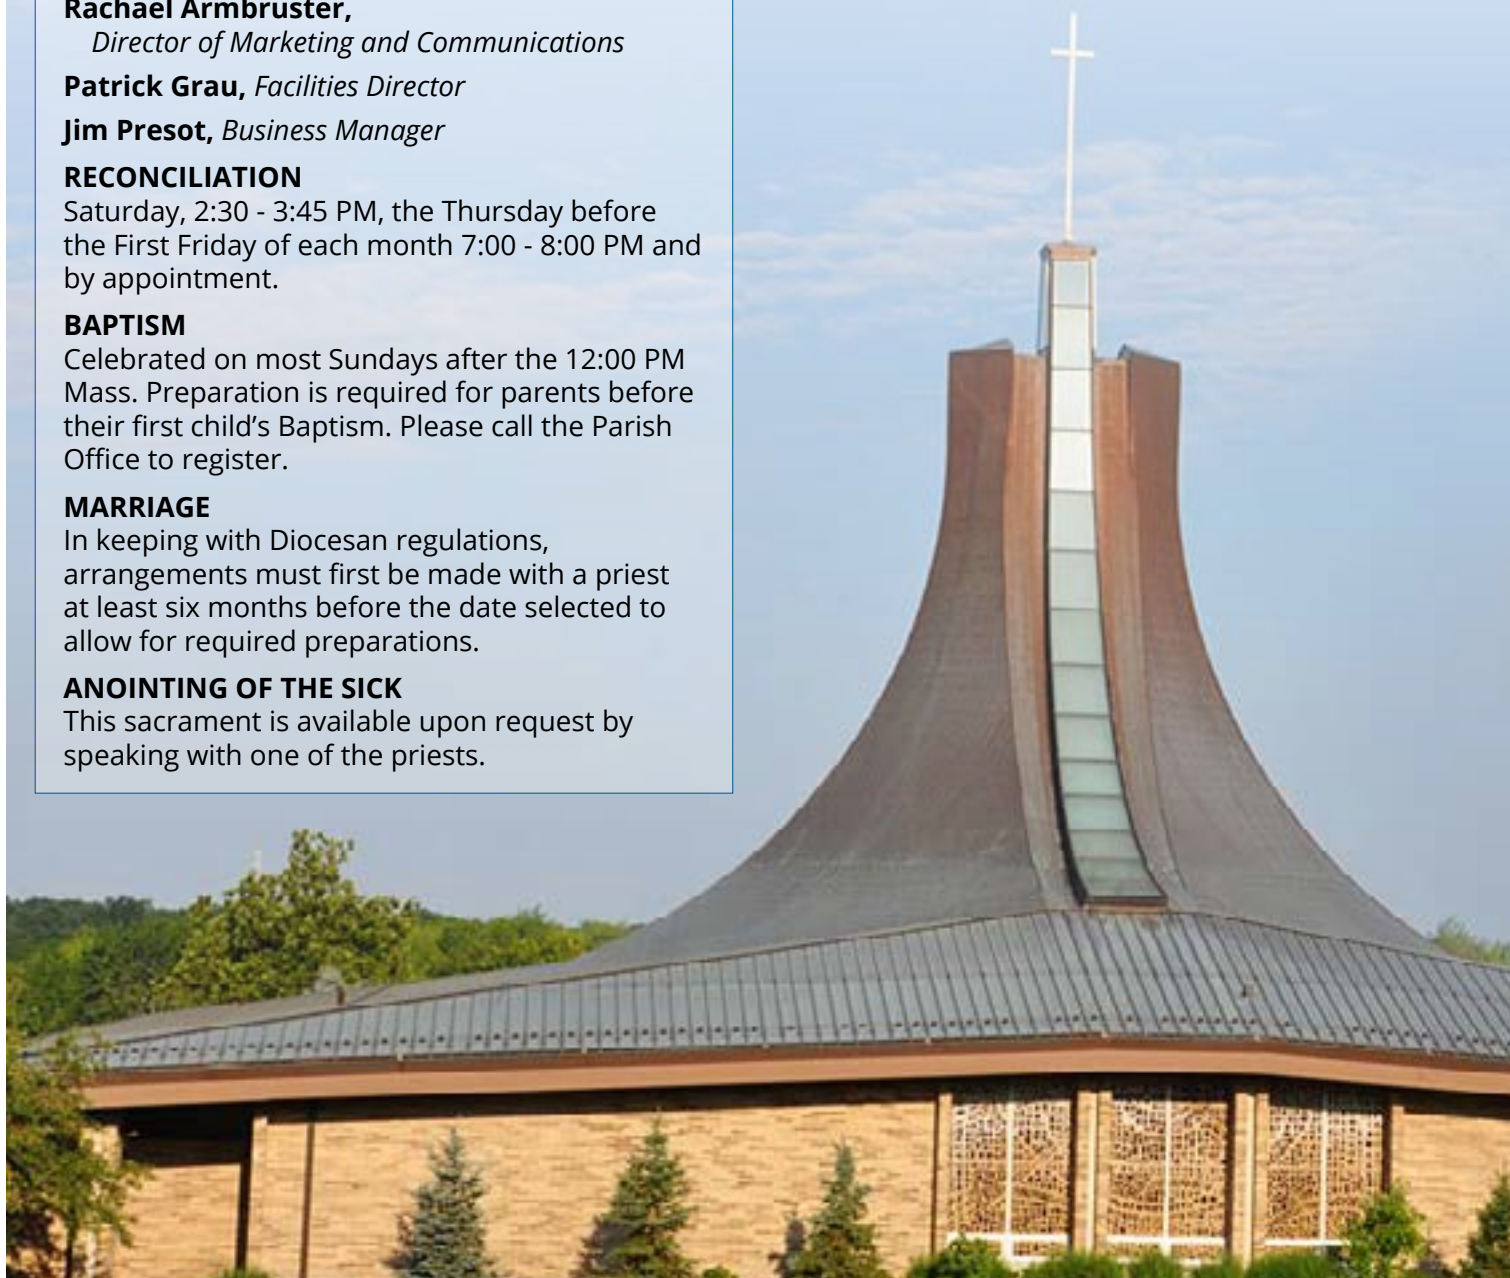 Rachael Armbruster,
Director of Marketing and Communications
Patrick Grau, Facilities Director
Jim Presot, Business Manager
RECONCILIATION
Saturday, 2:30 - 3:45 PM, the Thursday before
the First Friday of each month 7:00 - 8:00 PM and
by appointment.
BAPTISM
Celebrated on most Sundays after the 12:00 PM
Mass. Preparation is required for parents before
their first child’s Baptism. Please call the Parish
Office to register.
MARRIAGE
In keeping with Diocesan regulations,
arrangements must first be made with a priest
at least six months before the date selected to
allow for required preparations.
ANOINTING OF THE SICK
This sacrament is available upon request by
speaking with one of the priests.